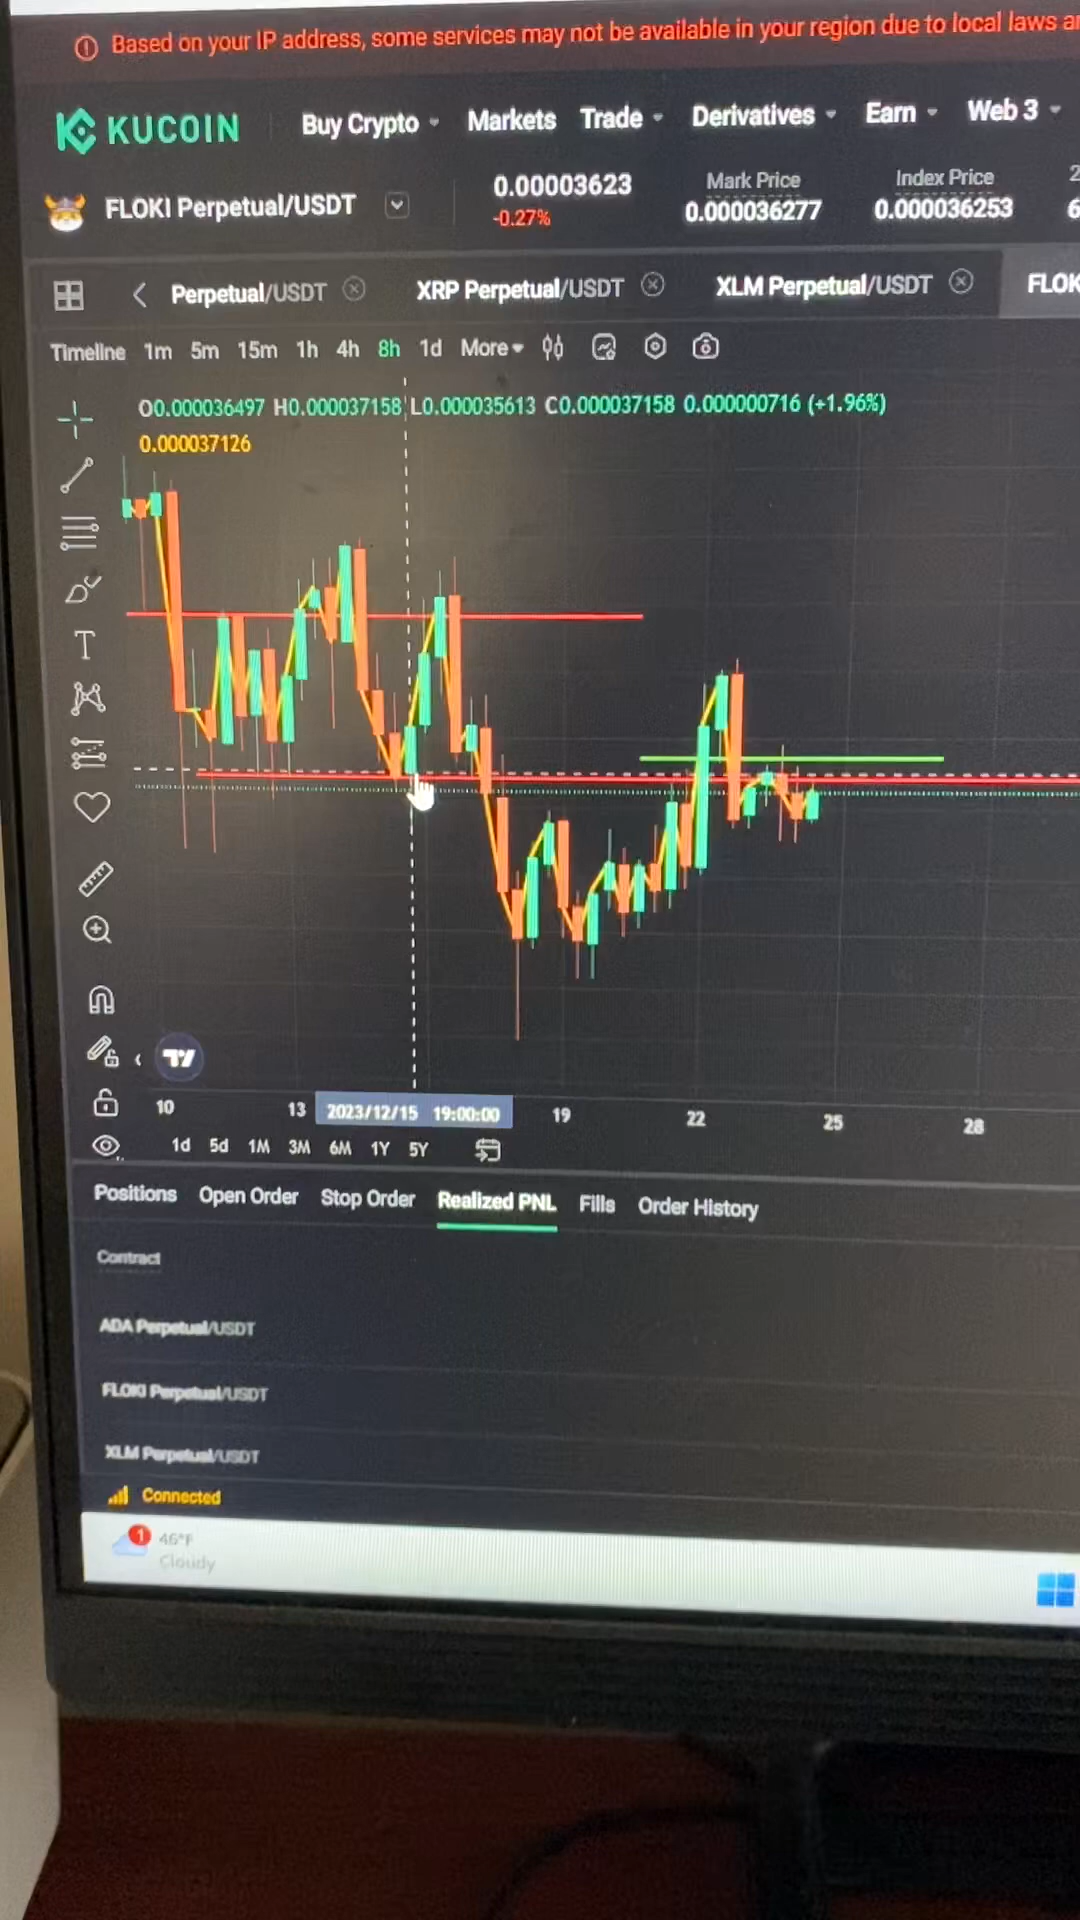 Based on your IP address, some services may not be available in your region due to local laws
KUCOIN Buy Crypto Markets Trade Derivatives Earn Web 3
FLOKI Perpetual/USDT 0.00003623 -0.27% Mark Price 0.000036277 Index Price 0.000036253
Perpetual/USDT XRP Perpetual/USDT XLM Perpetual/USDT FLOK
Timeline 1m 5m 15m 1h 4h 8h 1d More
O0.000036497 H0.000037158 L0.000035613 C0.000037158 0.000000716 (+1.96%)
0.000037126
T
10 13 2023/12/15 19:00:00 19 22 25 28
1d 5d 1M 3M 6M 1Y 5Y
Positions Open Order Stop Order Realized PNL Fills Order History
Contract
ADA Perpetual/USDT
FLOKI Perpetual/USDT
XLM Perpetual/USDT
Connected
1 46°F
Cloudy